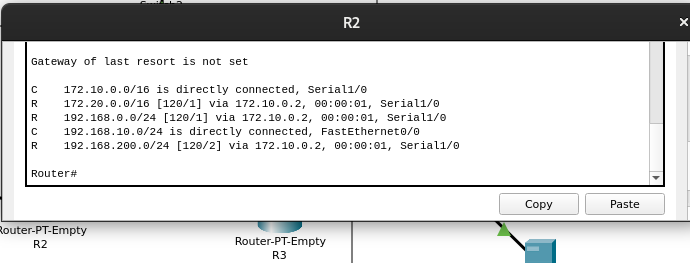 R2
Gateway of last resort is not set
C    172.10.0.0/16 is directly connected, Serial1/0
R    172.20.0.0/16 [120/1] via 172.10.0.2, 00:00:01, Serial1/0
R    192.168.0.0/24 [120/1] via 172.10.0.2, 00:00:01, Serial1/0
C    192.168.10.0/24 is directly connected, FastEthernet0/0
R    192.168.200.0/24 [120/2] via 172.10.0.2, 00:00:01, Serial1/0
Router#
Copy Paste
Router-PT-Empty
R2
Router-PT-Empty
R3